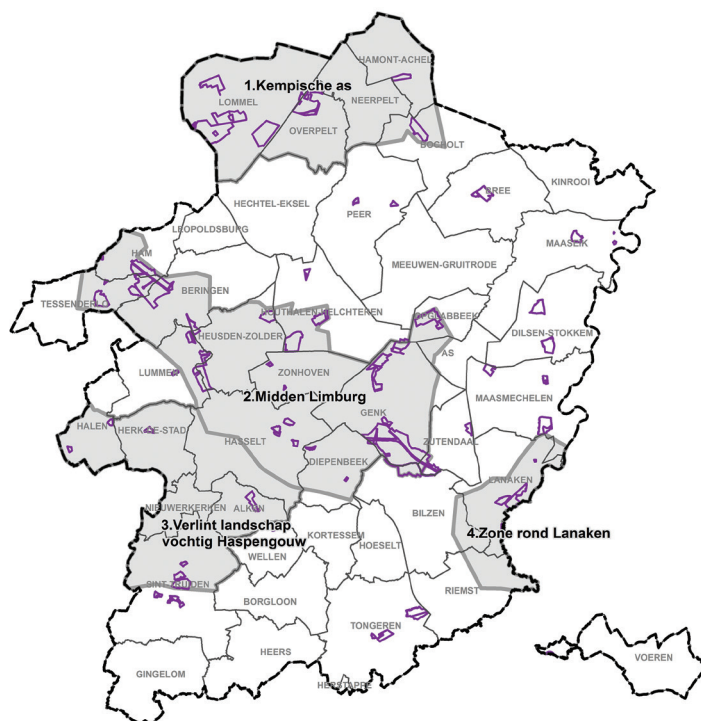 HAMONT-ACHEL
1.Kempische as
NEERPELT
LOMMEL
OVERPELT
BOCHOLT
KINROOI
BREE
HECHTEL-EKSEL
PEER
LEOPOLDSBURG
MAASEIK
HAM
MEEUWEN-GRUITRODE
BERINGEN
TESSENDERLO
HOUTHALEN-HELCHTEREN
OPGLABBEEK
DILSEN-STOKKEM
HEUSDEN-ZOLDER
AS
LUMMEN
ZONHOVEN
2.Midden Limburg
MAASMECHELEN
GENK
HALEN
HERK-DE-STAD
HASSELT
ZUTENDAAL
DIEPENBEEK
LANAKEN
NIEUWERKERKEN
ALKEN
BILZEN
3.Verlint landschap
vochtig Haspengouw
KORTESSEM
4.Zone rond Lanaken
HOESELT
WELLEN
SINT-TRUIDEN
RIEMST
BORGLOON
TONGEREN
HEERS
VOEREN
GINGELOM
HERSTAPPE